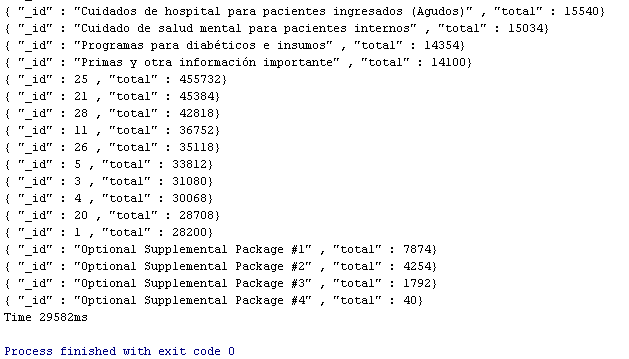 { "_id" : "Cuidados de hospital para pacientes ingresados (Agudos)" , "total" : 15540}
{ "_id" : "Cuidado de salud mental para pacientes internos" , "total" : 15034}
{ "_id" : "Programas para diabéticos e insumos" , "total" : 14354}
{ "_id" : "Primas y otra información importante" , "total" : 14100}
{ "_id" : 25 , "total" : 455732}
{ "_id" : 21 , "total" : 45384}
{ "_id" : 28 , "total" : 42818}
{ "_id" : 11 , "total" : 36752}
{ "_id" : 26 , "total" : 35118}
{ "_id" : 5 , "total" : 33812}
{ "_id" : 3 , "total" : 31080}
{ "_id" : 4 , "total" : 30068}
{ "_id" : 20 , "total" : 28708}
{ "_id" : 1 , "total" : 28200}
{ "_id" : "Optional Supplemental Package #1" , "total" : 7874}
{ "_id" : "Optional Supplemental Package #2" , "total" : 4254}
{ "_id" : "Optional Supplemental Package #3" , "total" : 1792}
{ "_id" : "Optional Supplemental Package #4" , "total" : 40}
Time 29582ms
Process finished with exit code 0